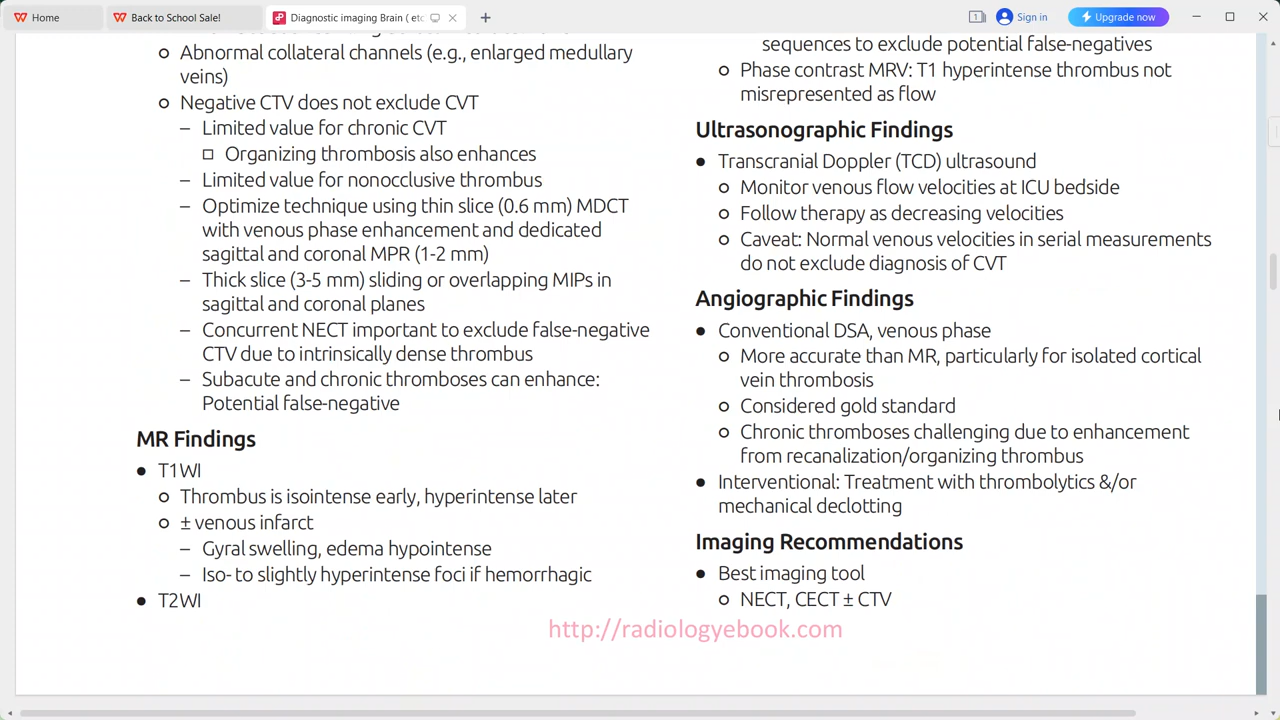 Home
Back to School Sale!
Diagnostic imaging Brain ( etc
1
Sign in
Upgrade now
Abnormal collateral channels (e.g., enlarged medullary
veins)
Negative CTV does not exclude CVT
– Limited value for chronic CVT
Organizing thrombosis also enhances
– Limited value for nonocclusive thrombus
– Optimize technique using thin slice (0.6 mm) MDCT
with venous phase enhancement and dedicated
sagittal and coronal MPR (1-2 mm)
– Thick slice (3-5 mm) sliding or overlapping MIPs in
sagittal and coronal planes
– Concurrent NECT important to exclude false-negative
CTV due to intrinsically dense thrombus
– Subacute and chronic thromboses can enhance:
Potential false-negative
MR Findings
• T1WI
Thrombus is isointense early, hyperintense later
± venous infarct
– Gyral swelling, edema hypointense
– Iso- to slightly hyperintense foci if hemorrhagic
• T2WI
sequences to exclude potential false-negatives
Phase contrast MRV: T1 hyperintense thrombus not
misrepresented as flow
Ultrasonographic Findings
• Transcranial Doppler (TCD) ultrasound
Monitor venous flow velocities at ICU bedside
Follow therapy as decreasing velocities
Caveat: Normal venous velocities in serial measurements
do not exclude diagnosis of CVT
Angiographic Findings
• Conventional DSA, venous phase
More accurate than MR, particularly for isolated cortical
vein thrombosis
Considered gold standard
Chronic thromboses challenging due to enhancement
from recanalization/organizing thrombus
• Interventional: Treatment with thrombolytics &/or
mechanical declotting
Imaging Recommendations
• Best imaging tool
NECT, CECT ± CTV
http://radiologyebook.com